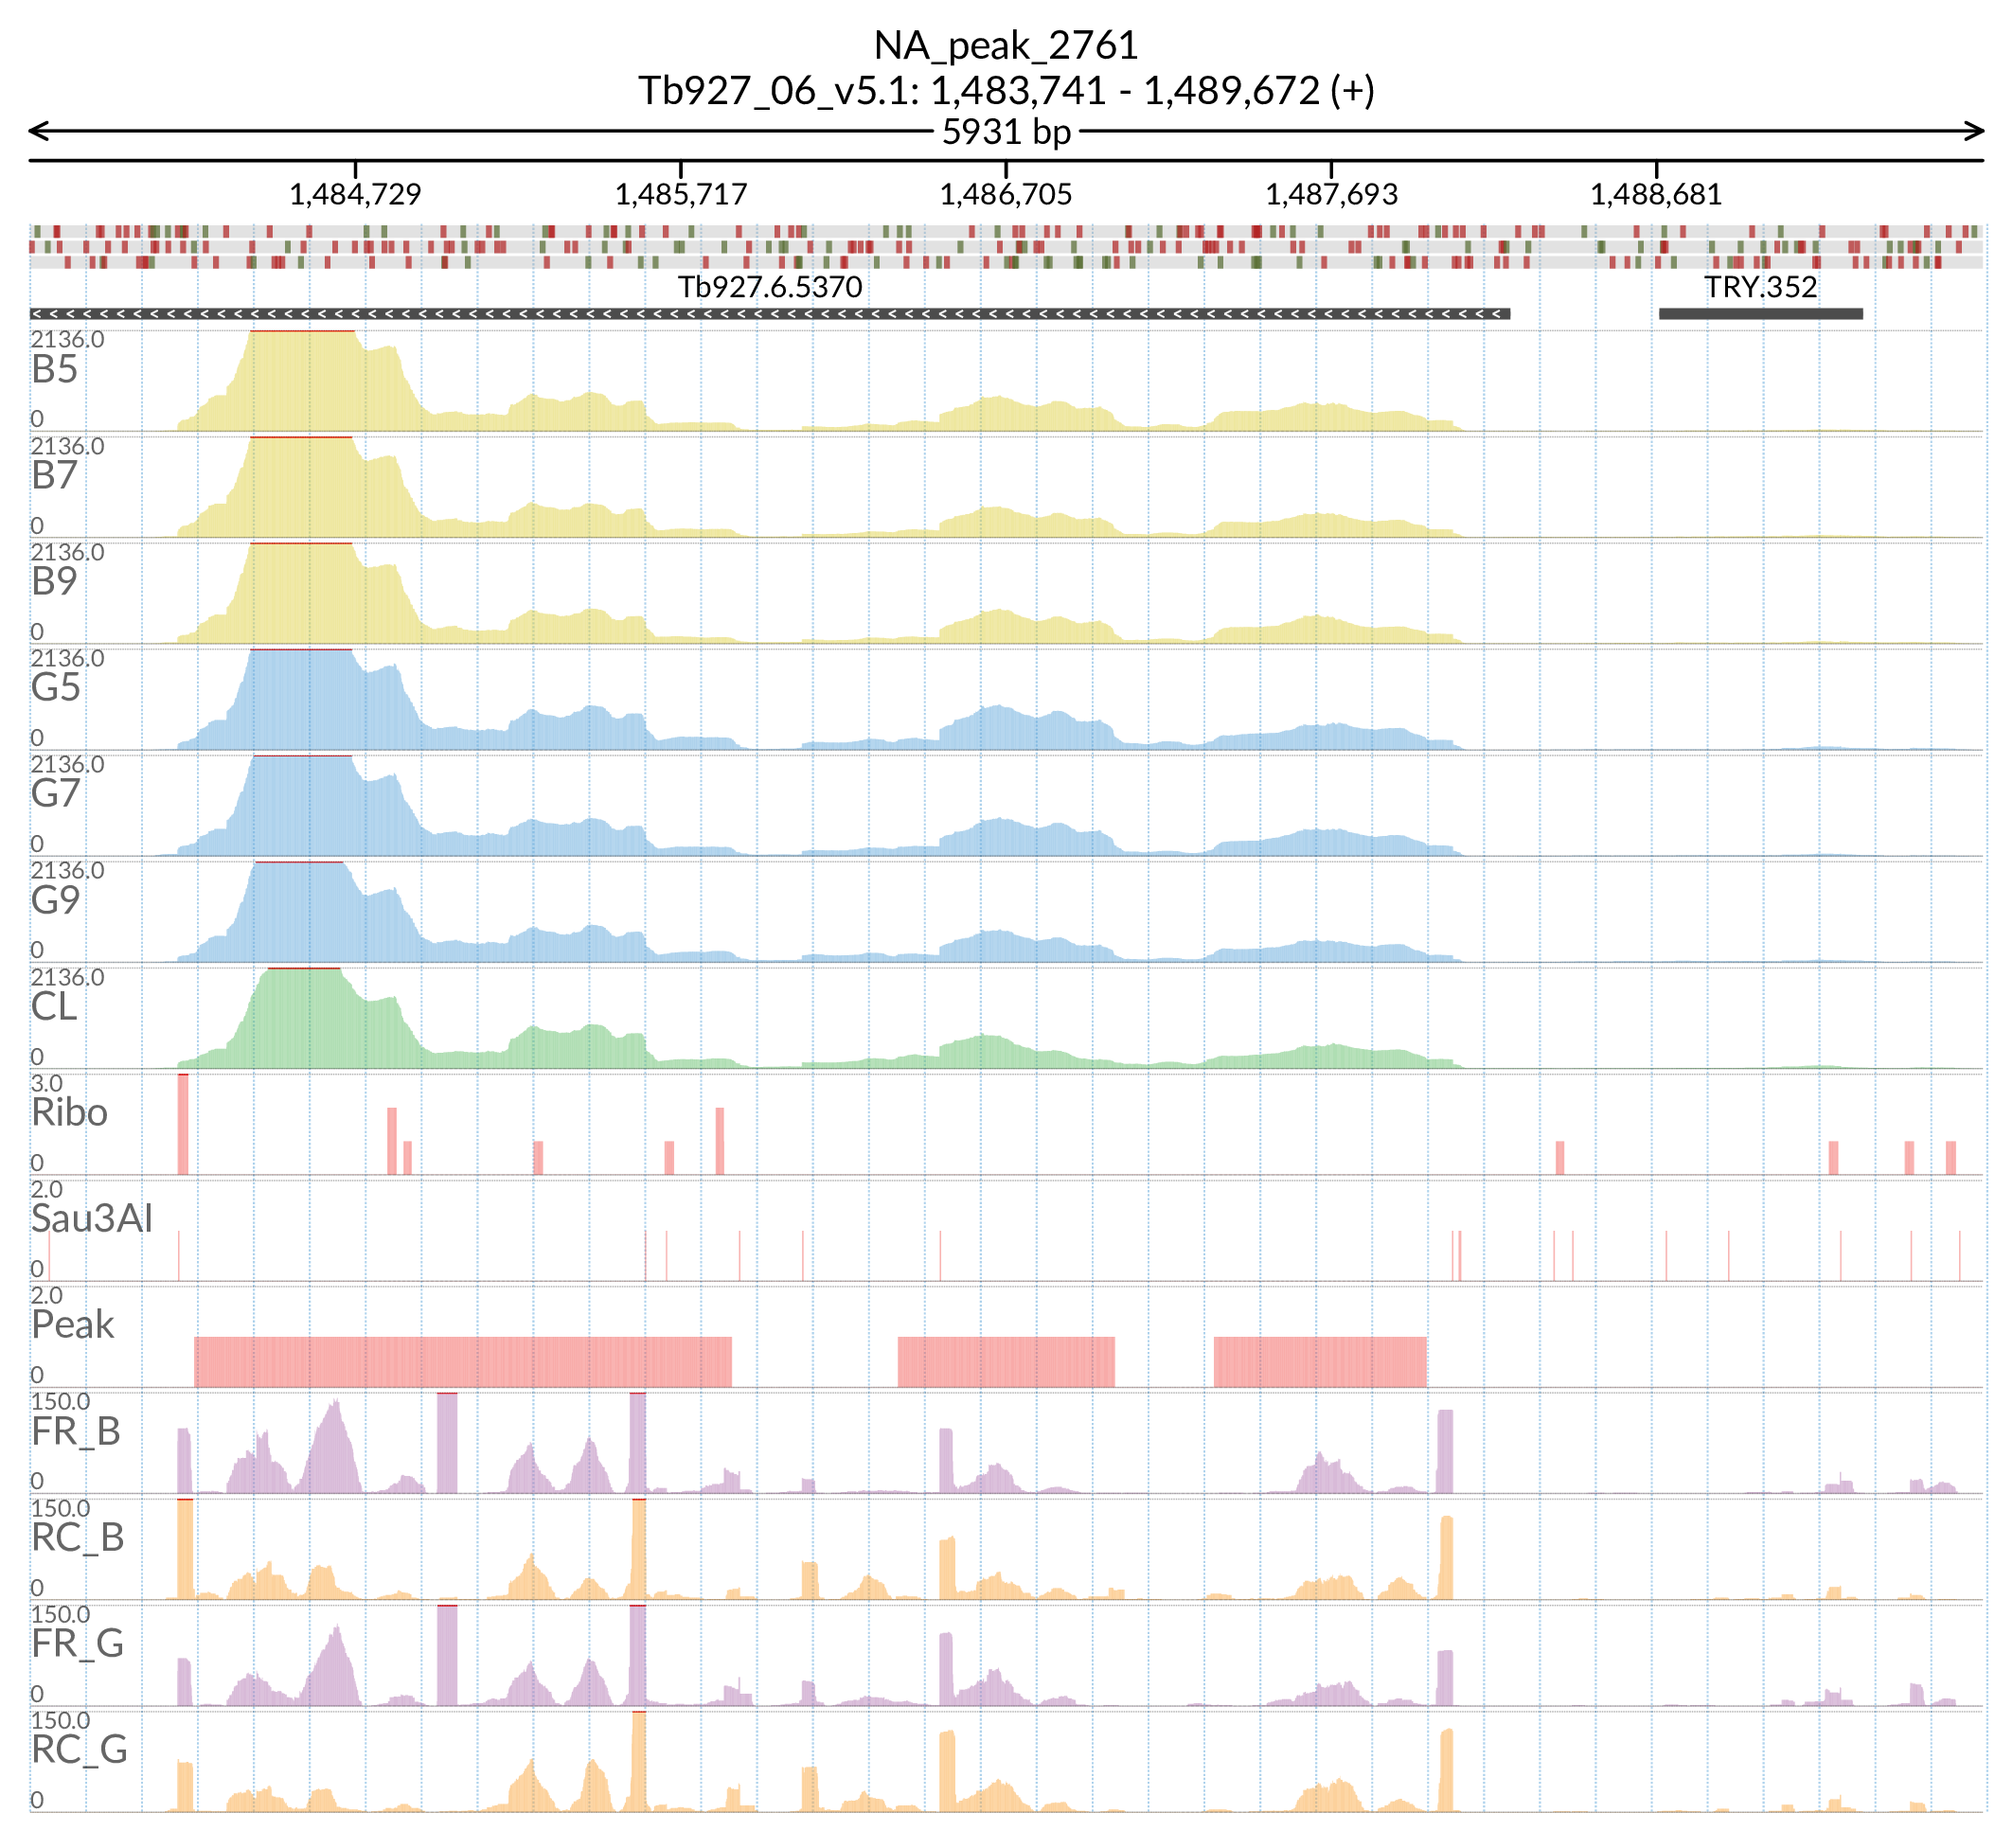 NA_peak_2761
Tb927_06_v5.1: 1,483,741 - 1,489,672 (+)
5931 bp
1,484,729 1,485,717 1,486,705 1,487,693 1,488,681
Tb927.6.5370 TRY.352
2136.0
B5
0
2136.0
B7
0
2136.0
B9
0
2136.0
G5
0
2136.0
G7
0
2136.0
G9
0
2136.0
CL
0
3.0
Ribo
0
2.0
Sau3AI
0
2.0
Peak
0
150.0
FR_B
0
150.0
RC_B
0
150.0
FR_G
0
150.0
RC_G
0